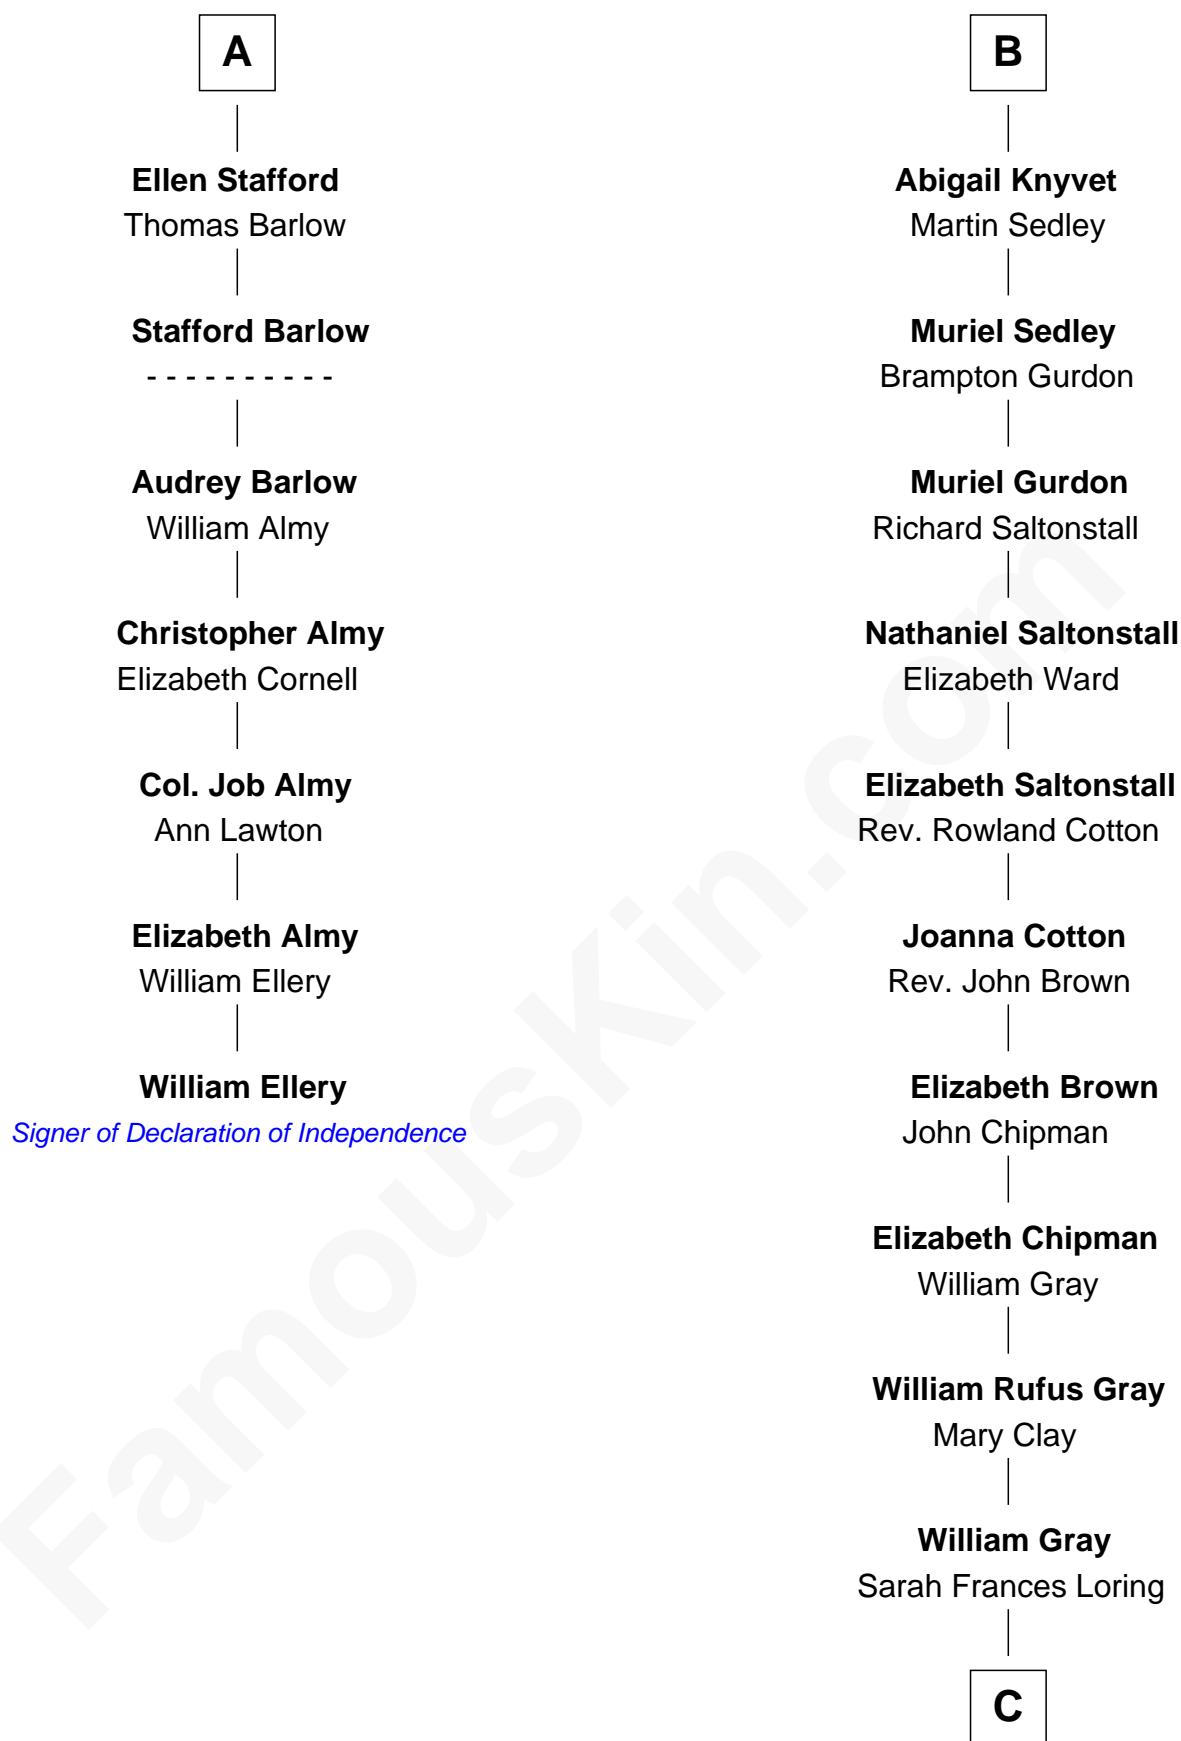 A
Ellen Stafford
Thomas Barlow
Stafford Barlow
- - - - - - - - - -
Audrey Barlow
William Almy
Christopher Almy
Elizabeth Cornell
Col. Job Almy
Ann Lawton
Elizabeth Almy
William Ellery
William Ellery
Signer of Declaration of Independence
B
Abigail Knyvet
Martin Sedley
Muriel Sedley
Brampton Gurdon
Muriel Gurdon
Richard Saltonstall
Nathaniel Saltonstall
Elizabeth Ward
Elizabeth Saltonstall
Rev. Rowland Cotton
Joanna Cotton
Rev. John Brown
Elizabeth Brown
John Chipman
Elizabeth Chipman
William Gray
William Rufus Gray
Mary Clay
William Gray
Sarah Frances Loring
C
FamousKin.com